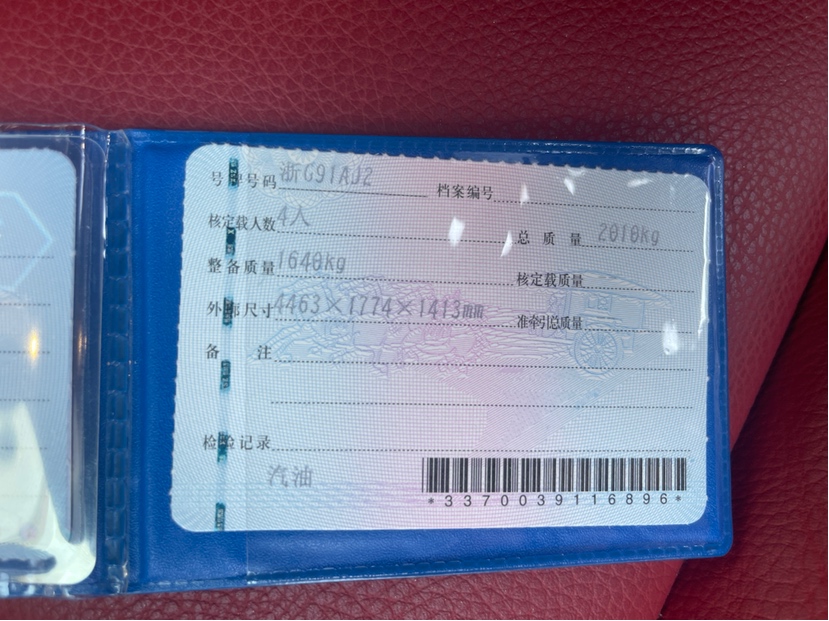 号牌号码 浙G91AJ2 档案编号
核定载人数 4人 总质量 2010kg
整备质量 1640kg 核定载质量
外廓尺寸 4463×1774×1413mm 准牵引总质量
备注
检验记录
汽油
*3370039116896*